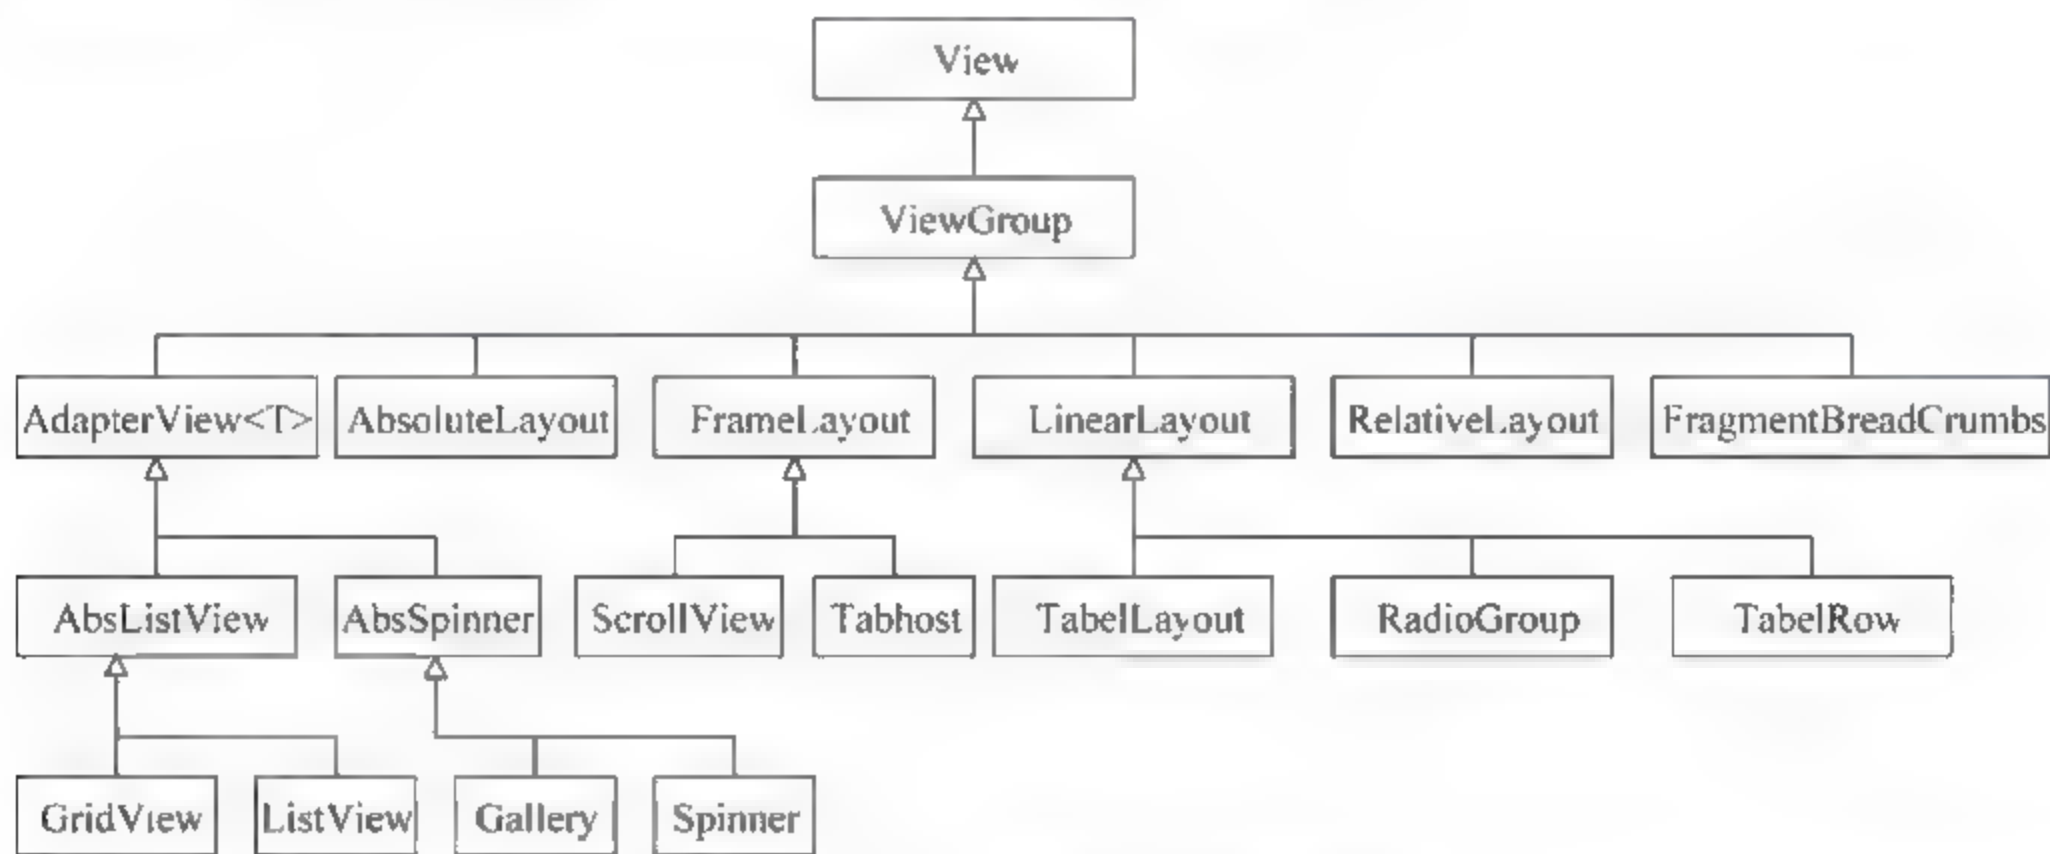 View
ViewGroup
AdapterView<T>
AbsoluteLayout
FrameLayout
LinearLayout
RelativeLayout
FragmentBreadCrumbs
AbsListView
AbsSpinner
ScrollView
Tabhost
TabelLayout
RadioGroup
TabelRow
GridView
ListView
Gallery
Spinner